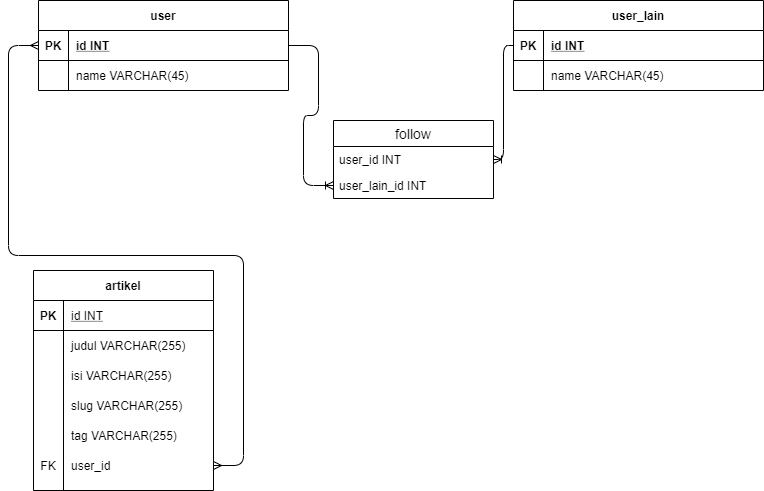 user
PK id INT
name VARCHAR(45)
user_lain
PK id INT
name VARCHAR(45)
follow
user_id INT
user_lain_id INT
artikel
PK id INT
judul VARCHAR(255)
isi VARCHAR(255)
slug VARCHAR(255)
tag VARCHAR(255)
FK user_id